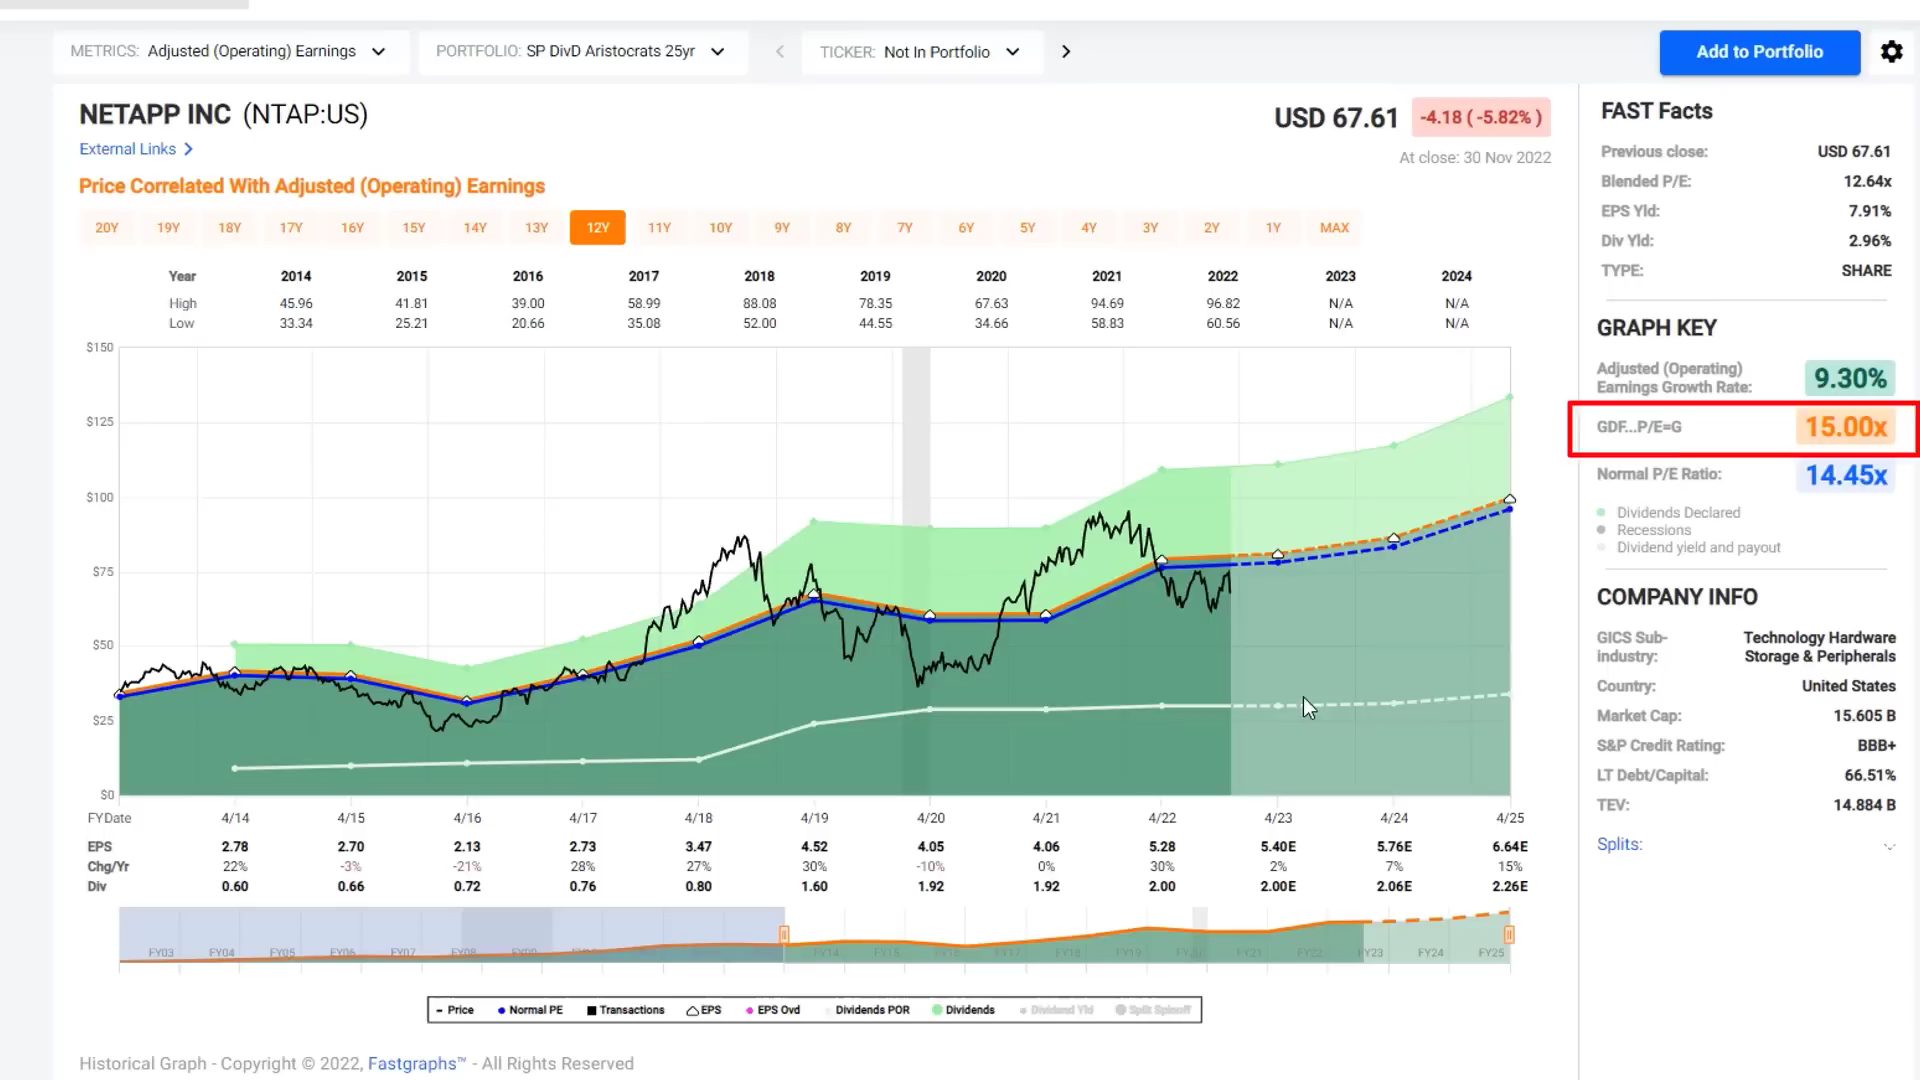 METRICS: Adjusted (Operating) Earnings PORTFOLIO: SP DivD Aristocrats 25yr TICKER: Not In Portfolio Add to Portfolio
NETAPP INC (NTAP:US) USD 67.61 -4.18 ( -5.82% )
External Links At close: 30 Nov 2022
Price Correlated With Adjusted (Operating) Earnings
20Y 19Y 18Y 17Y 16Y 15Y 14Y 13Y 12Y 11Y 10Y 9Y 8Y 7Y 6Y 5Y 4Y 3Y 2Y 1Y MAX
Year 2014 2015 2016 2017 2018 2019 2020 2021 2022 2023 2024
High 45.96 41.81 39.00 58.99 88.08 78.35 67.63 94.69 96.82 N/A N/A
Low 33.34 25.21 20.66 35.08 52.00 44.55 34.66 58.83 60.56 N/A N/A
$150
$125
$100
$75
$50
$25
$0
FYDate 4/14 4/15 4/16 4/17 4/18 4/19 4/20 4/21 4/22 4/23 4/24 4/25
EPS 2.78 2.70 2.13 2.73 3.47 4.52 4.05 4.06 5.28 5.40E 5.76E 6.64E
Chg/Yr 22% -3% -21% 28% 27% 30% -10% 0% 30% 2% 7% 15%
Div 0.60 0.66 0.72 0.76 0.80 1.60 1.92 1.92 2.00 2.00E 2.06E 2.26E
FY03 FY04 FY05 FY06 FY07 FY08 FY09 FY14 FY15 FY16 FY17 FY18 FY19 FY21 FY22 FY23 FY24 FY25
Price Normal PE Transactions EPS EPS Ovd Dividends POR Dividends Dividend Yld Split Spinoff
Historical Graph - Copyright © 2022, Fastgraphs™ - All Rights Reserved
FAST Facts
Previous close: USD 67.61
Blended P/E: 12.64x
EPS Yld: 7.91%
Div Yld: 2.96%
TYPE: SHARE
GRAPH KEY
Adjusted (Operating)
Earnings Growth Rate: 9.30%
GDF...P/E=G 15.00x
Normal P/E Ratio: 14.45x
Dividends Declared
Recessions
Dividend yield and payout
COMPANY INFO
GICS Sub- Technology Hardware
industry: Storage & Peripherals
Country: United States
Market Cap: 15.605 B
S&P Credit Rating: BBB+
LT Debt/Capital: 66.51%
TEV: 14.884 B
Splits: